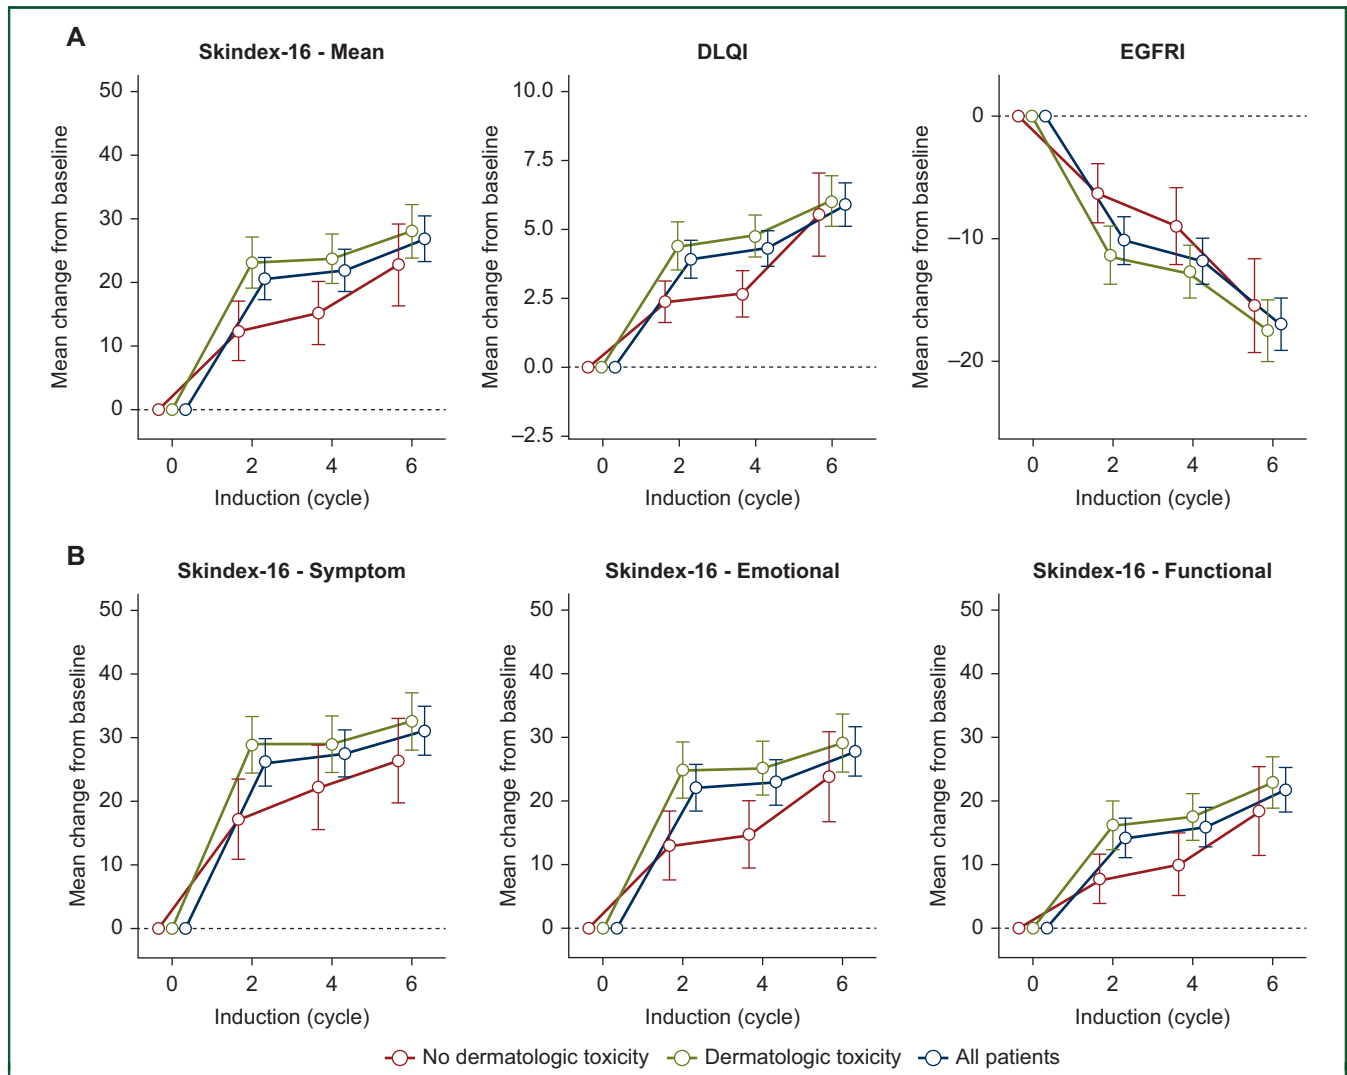 A
Skindex-16 - Mean
DLQI
EGFRI
Mean change from baseline
50
40
30
20
10
0
0 2 4 6
Induction (cycle)
Mean change from baseline
10.0
7.5
5.0
2.5
0.0
–2.5
0 2 4 6
Induction (cycle)
Mean change from baseline
0
–10
–20
0 2 4 6
Induction (cycle)
B
Skindex-16 - Symptom
Skindex-16 - Emotional
Skindex-16 - Functional
Mean change from baseline
50
40
30
20
10
0
0 2 4 6
Induction (cycle)
Mean change from baseline
50
40
30
20
10
0
0 2 4 6
Induction (cycle)
Mean change from baseline
50
40
30
20
10
0
0 2 4 6
Induction (cycle)
No dermatologic toxicity Dermatologic toxicity All patients